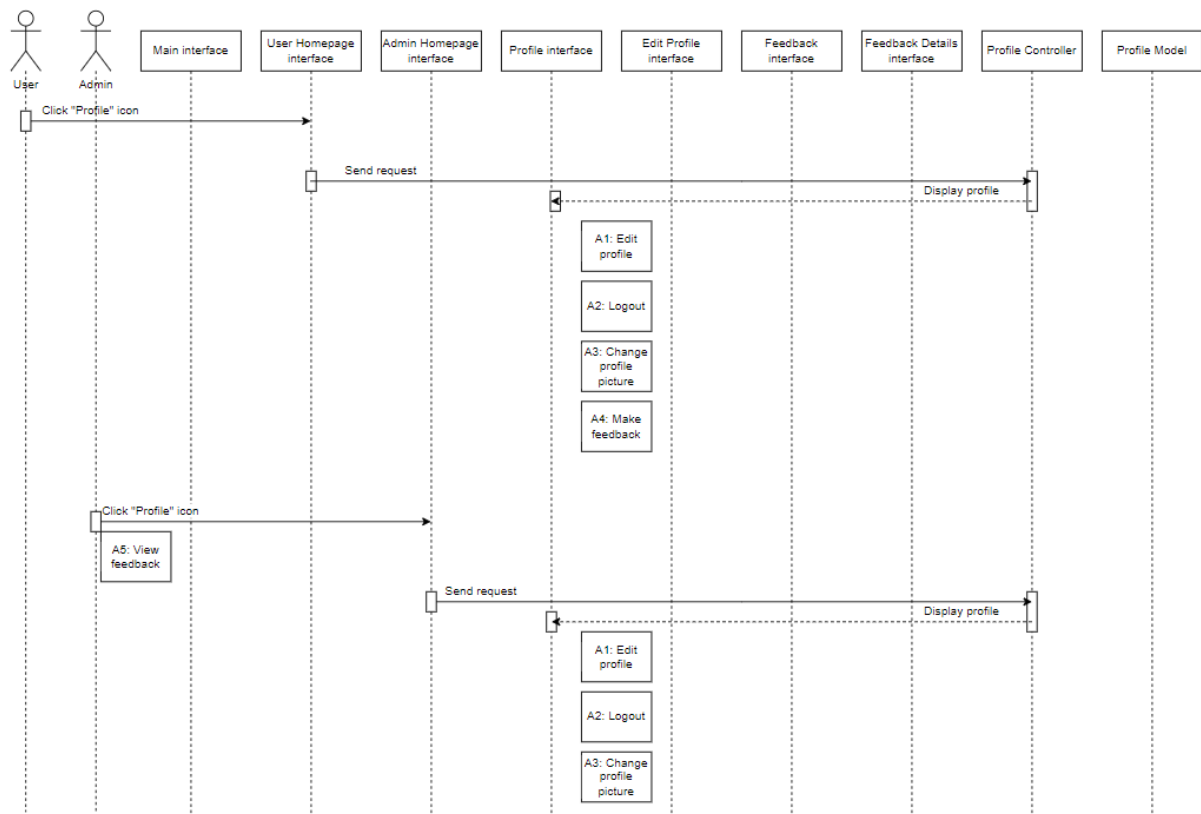 User
Admin
Main interface
User Homepage
interface
Admin Homepage
interface
Profile interface
Edit Profile
interface
Feedback
interface
Feedback Details
interface
Profile Controller
Profile Model
Click "Profile" icon
Send request
Display profile
A1: Edit
profile
A2: Logout
A3: Change
profile
picture
A4: Make
feedback
Click "Profile" icon
A5: View
feedback
Send request
Display profile
A1: Edit
profile
A2: Logout
A3: Change
profile
picture